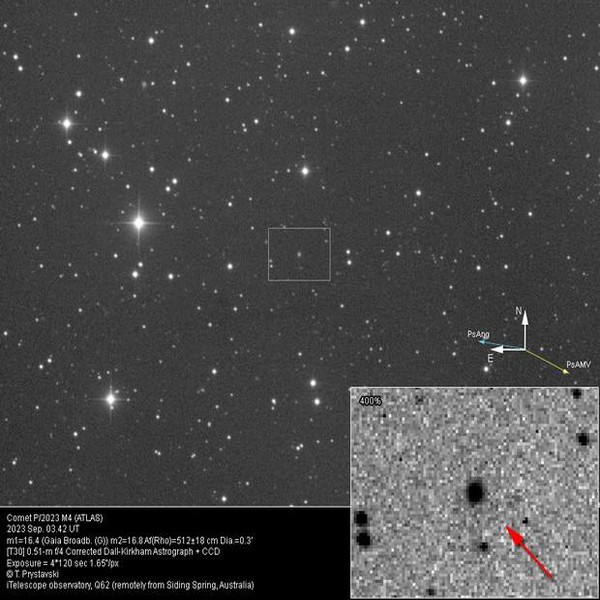 N
PsAng
E
PsAMV
400%
Comet P/2023 M4 (ATLAS)
2023 Sep. 03.42 UT
m1=16.4 (Gaia Broadb. (G)) m2=16.8 Af(Rho)=512±18 cm Dia.=0.3'
[T30] 0.51-m f/4 Corrected Dall-Kirkham Astrograph + CCD
Exposure = 4*120 sec 1.65"/px
© T. Prystavski
iTelescope observatory, Q62 (remotely from Siding Spring, Australia)